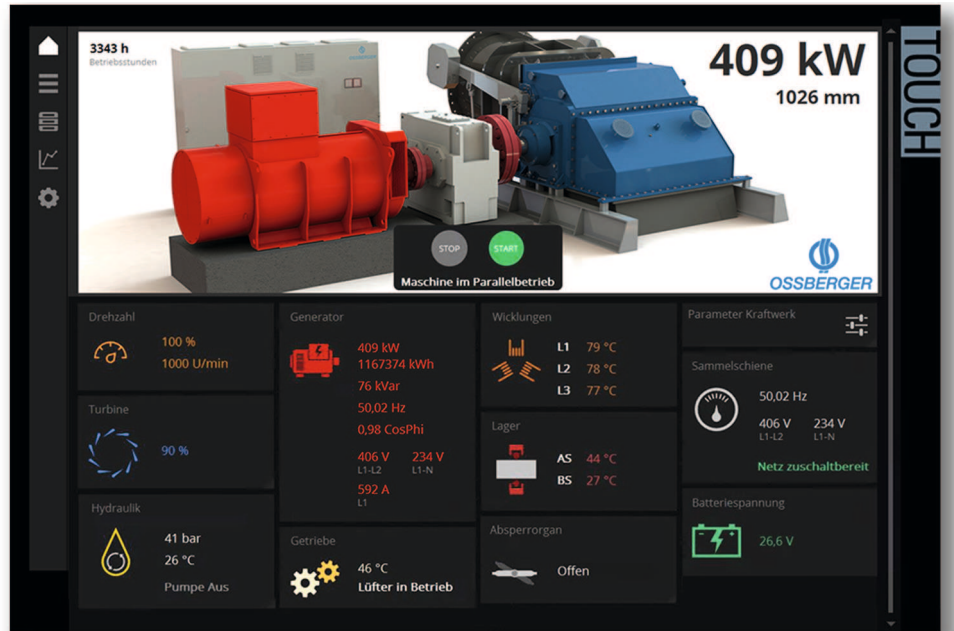 3343 h
Betriebsstunden
OSSBERGER
409 kW
1026 mm
TOUCH
STOP
START
Maschine im Parallelbetrieb
OSSBERGER
Drehzahl
100 %
1000 U/min
Turbine
90 %
Hydraulik
41 bar
26 °C
Pumpe Aus
Generator
409 kW
1167374 kWh
76 kVar
50,02 Hz
0,98 CosPhi
406 V 234 V
L1-L2 L1-N
592 A
L1
Getriebe
46 °C
Lüfter in Betrieb
Wicklungen
L1 79 °C
L2 78 °C
L3 77 °C
Lager
AS 44 °C
BS 27 °C
Absperrorgan
Offen
Parameter Kraftwerk
Sammelschiene
50,02 Hz
406 V 234 V
L1-L2 L1-N
Netz zuschaltbereit
Batteriespannung
26,6 V